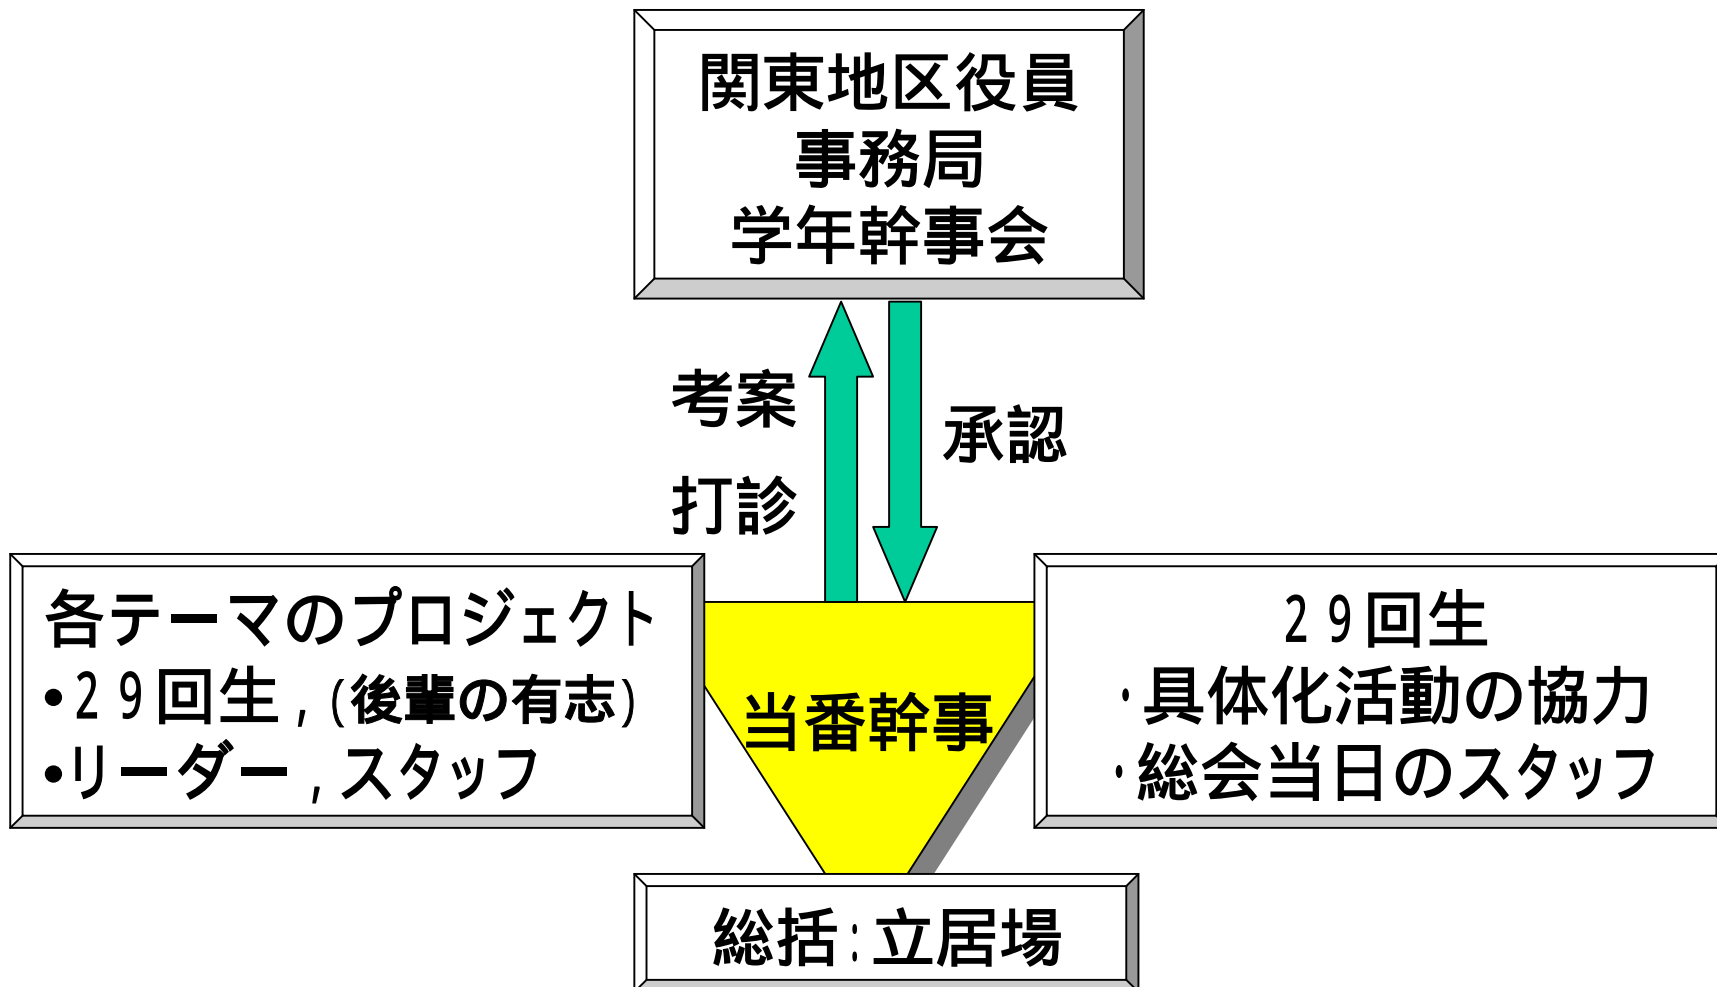 関東地区役員
事務局
学年幹事会
考案
打診
承認
各テーマのプロジェクト
•29回生,(後輩の有志)
•リーダー,スタッフ
当番幹事
29回生
・具体化活動の協力
・総会当日のスタッフ
総括:立居場